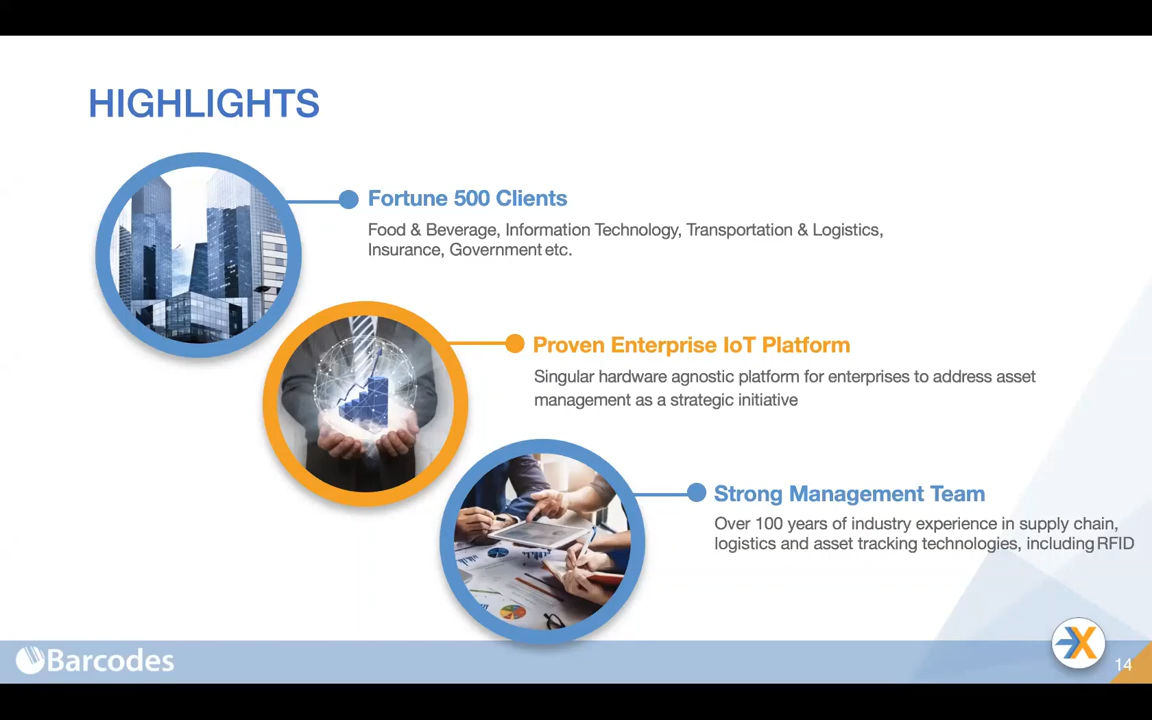 HIGHLIGHTS
Fortune 500 Clients
Food & Beverage, Information Technology, Transportation & Logistics,
Insurance, Government etc.
Proven Enterprise IoT Platform
Singular hardware agnostic platform for enterprises to address asset
management as a strategic initiative
Strong Management Team
Over 100 years of industry experience in supply chain,
logistics and asset tracking technologies, including RFID
Barcodes
X
14